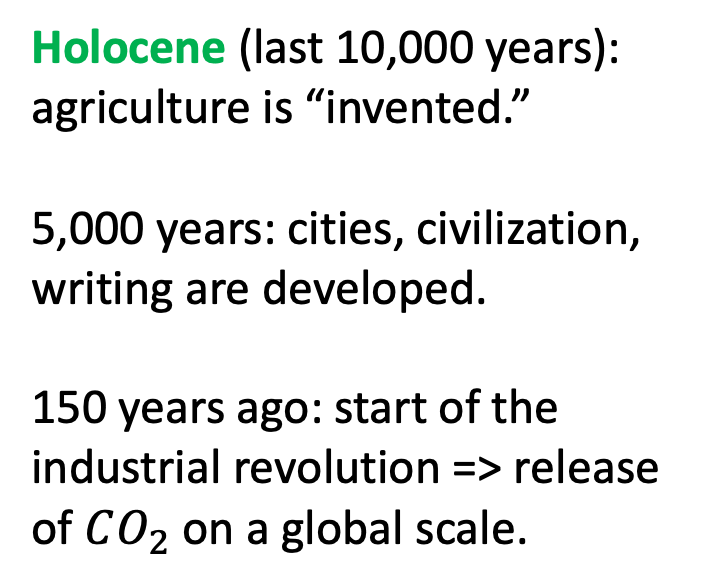 Holocene (last 10,000 years):
agriculture is “invented.”
5,000 years: cities, civilization,
writing are developed.
150 years ago: start of the
industrial revolution => release
of CO₂ on a global scale.